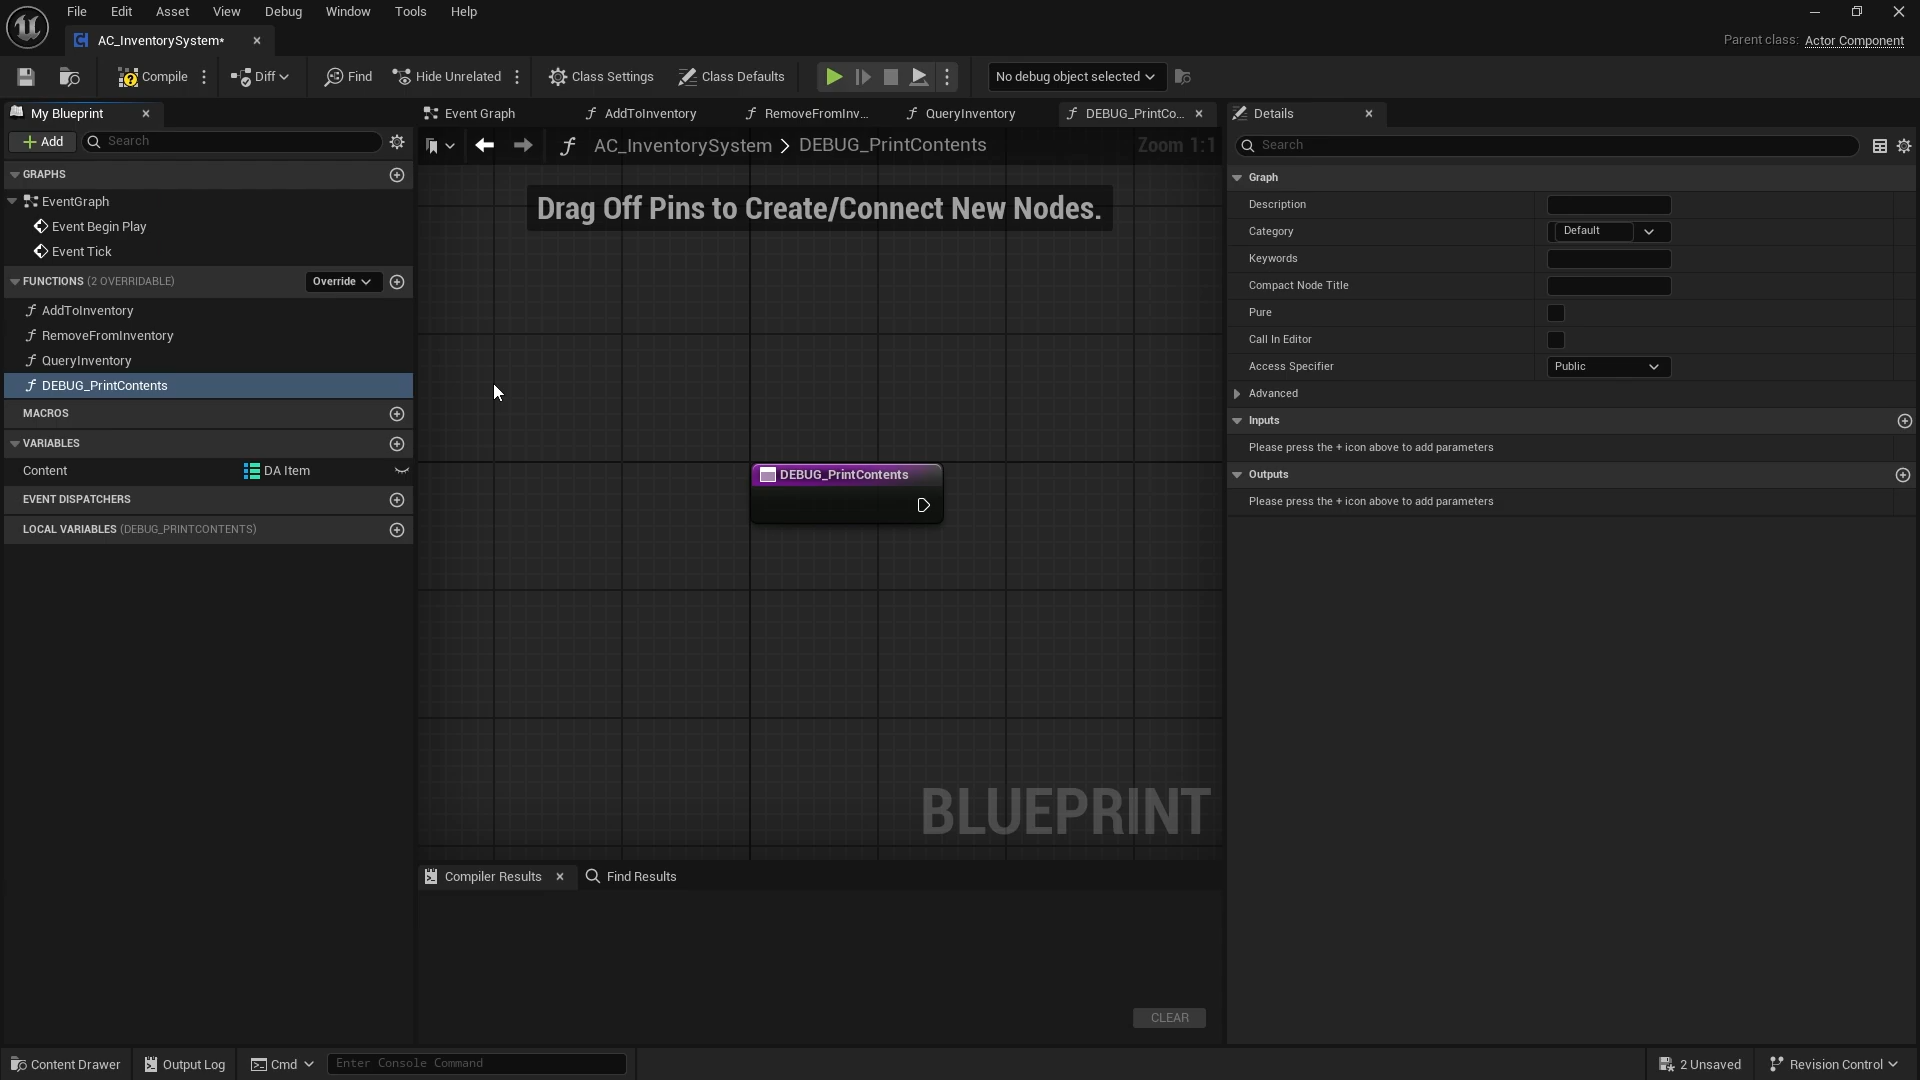 File Edit Asset View Debug Window Tools Help
AC_InventorySystem*
Parent class: Actor Component
Compile Diff Find Hide Unrelated Class Settings Class Defaults No debug object selected
My Blueprint
Event Graph AddToInventory RemoveFromInv... QueryInventory DEBUG_PrintCo...
Details
Add Search
AC_InventorySystem > DEBUG_PrintContents Zoom 1:1
Search
GRAPHS
EventGraph
Event Begin Play
Event Tick
FUNCTIONS (2 OVERRIDABLE) Override
AddToInventory
RemoveFromInventory
QueryInventory
DEBUG_PrintContents
MACROS
VARIABLES
Content DA Item
EVENT DISPATCHERS
LOCAL VARIABLES (DEBUG_PRINTCONTENTS)
Drag Off Pins to Create/Connect New Nodes.
DEBUG_PrintContents
BLUEPRINT
Compiler Results Find Results
CLEAR
Graph
Description
Category Default
Keywords
Compact Node Title
Pure
Call In Editor
Access Specifier Public
Advanced
Inputs
Please press the + icon above to add parameters
Outputs
Please press the + icon above to add parameters
Content Drawer Output Log Cmd Enter Console Command 2 Unsaved Revision Control